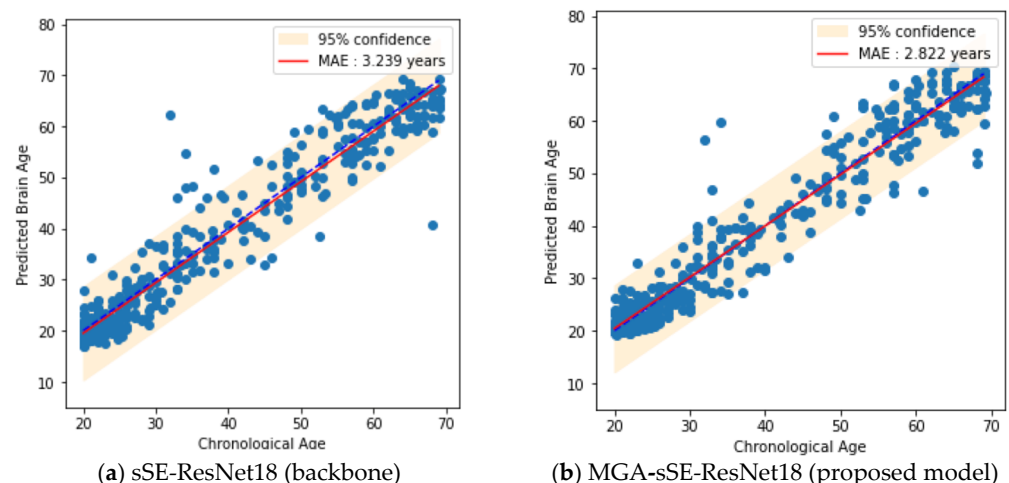 80
70
60
50
40
30
20
10
Predicted Brain Age
95% confidence
MAE : 3.239 years
20 30 40 50 60 70
Chronological Age
(a) sSE-ResNet18 (backbone)
80
70
60
50
40
30
20
10
Predicted Brain Age
95% confidence
MAE : 2.822 years
20 30 40 50 60 70
Chronological Age
(b) MGA-sSE-ResNet18 (proposed model)